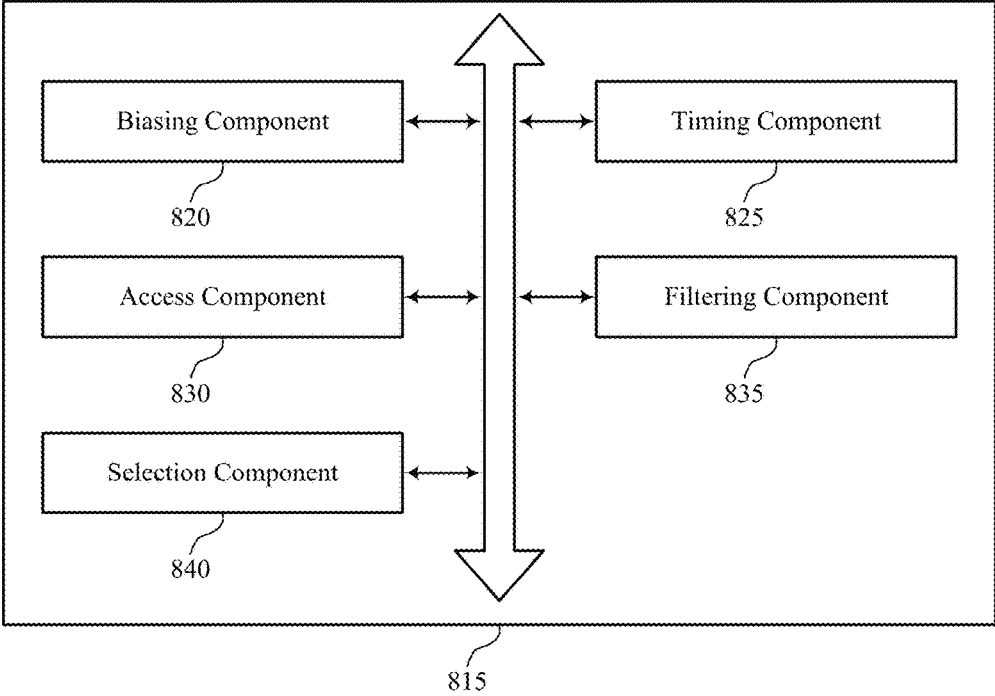 Biasing Component
Timing Component
820
825
Access Component
Filtering Component
830
835
Selection Component
840
815